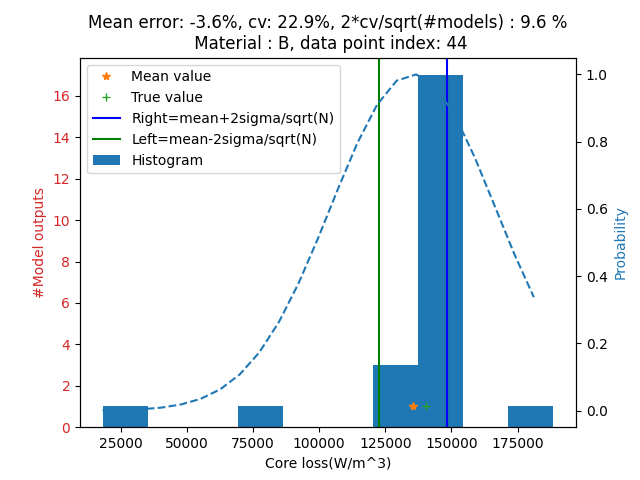 Mean error: -3.6%, cv: 22.9%, 2*cv/sqrt(#models) : 9.6 %
Material : B, data point index: 44
Mean value
True value
Right=mean+2sigma/sqrt(N)
Left=mean-2sigma/sqrt(N)
Histogram
#Model outputs
16
14
12
10
8
6
4
2
0
1.0
0.8
0.6
0.4
0.2
0.0
Probability
25000 50000 75000 100000 125000 150000 175000
Core loss(W/m^3)